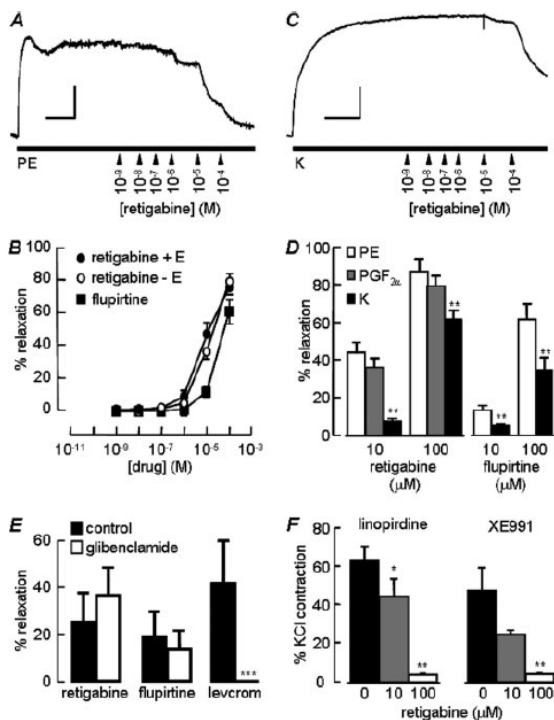 A
PE
10⁻⁹ 10⁻⁸ 10⁻⁷ 10⁻⁶ 10⁻⁵ 10⁻⁴
[retigabine] (M)
C
K
10⁻⁹ 10⁻⁸ 10⁻⁷ 10⁻⁶ 10⁻⁵ 10⁻⁴
[retigabine] (M)
B
retigabine + E
retigabine - E
flupirtine
% relaxation
100
80
60
40
20
0
10⁻¹¹ 10⁻⁹ 10⁻⁷ 10⁻⁵ 10⁻³
[drug] (M)
D
PE
PGF₂α
K
% relaxation
100
80
60
40
20
0
** ** ** **
10 100 10 100
retigabine flupirtine
(µM) (µM)
E
control
glibenclamide
% relaxation
60
40
20
0
***
retigabine flupirtine levcrom
F
linopirdine XE991
% KCl contraction
80
60
40
20
0
* ** **
0 10 100 0 10 100
retigabine (µM)